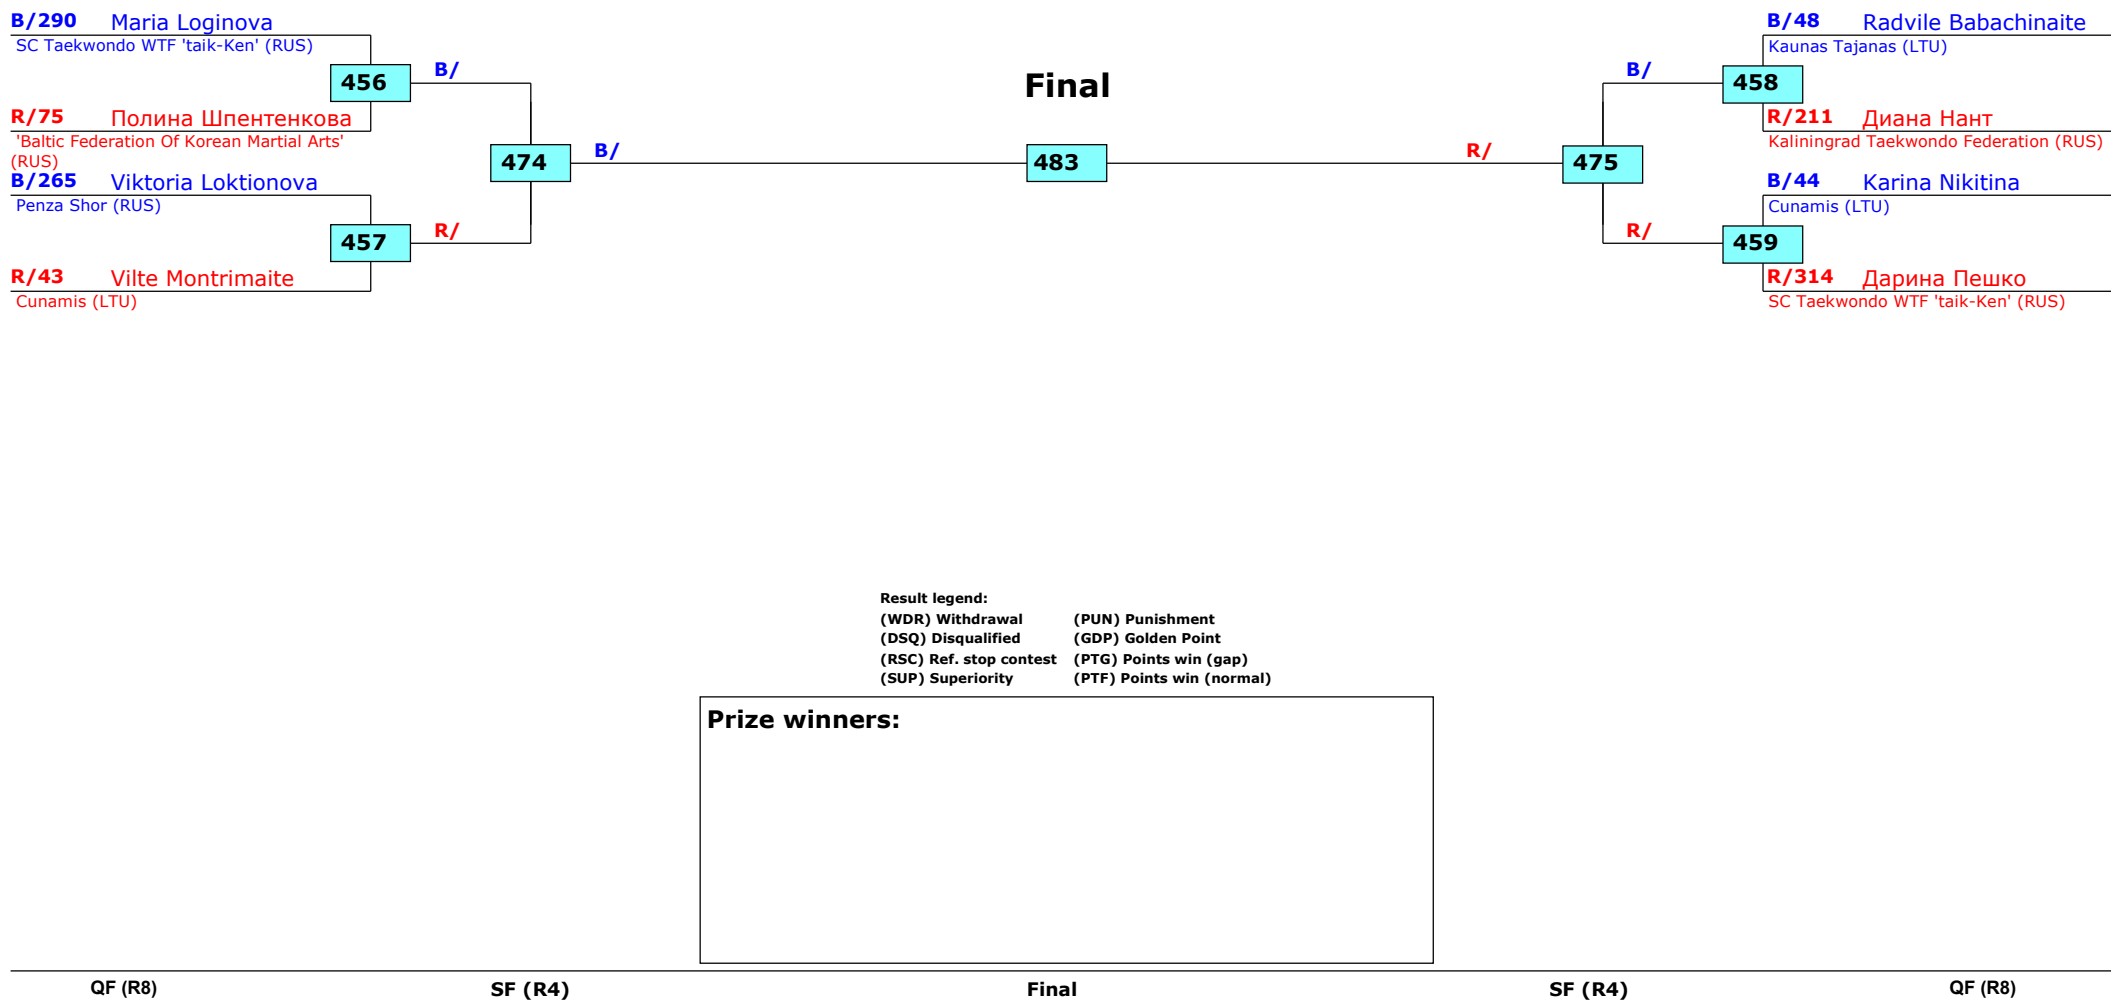 B/290 Maria Loginova
SC Taekwondo WTF 'taik-Ken' (RUS)
456
B/
R/75 Полина Шпентенкова
'Baltic Federation Of Korean Martial Arts'
(RUS)
474
B/
B/265 Viktoria Loktionova
Penza Shor (RUS)
457
R/
R/43 Vilte Montrimaite
Cunamis (LTU)
Final
483
B/48 Radvile Babachinaite
Kaunas Tajanas (LTU)
B/
458
R/211 Диана Нант
Kaliningrad Taekwondo Federation (RUS)
R/
475
B/44 Karina Nikitina
Cunamis (LTU)
R/
459
R/314 Дарина Пешко
SC Taekwondo WTF 'taik-Ken' (RUS)
Result legend:
(WDR) Withdrawal (PUN) Punishment
(DSQ) Disqualified (GDP) Golden Point
(RSC) Ref. stop contest (PTG) Points win (gap)
(SUP) Superiority (PTF) Points win (normal)
Prize winners:
QF (R8) SF (R4) Final SF (R4) QF (R8)